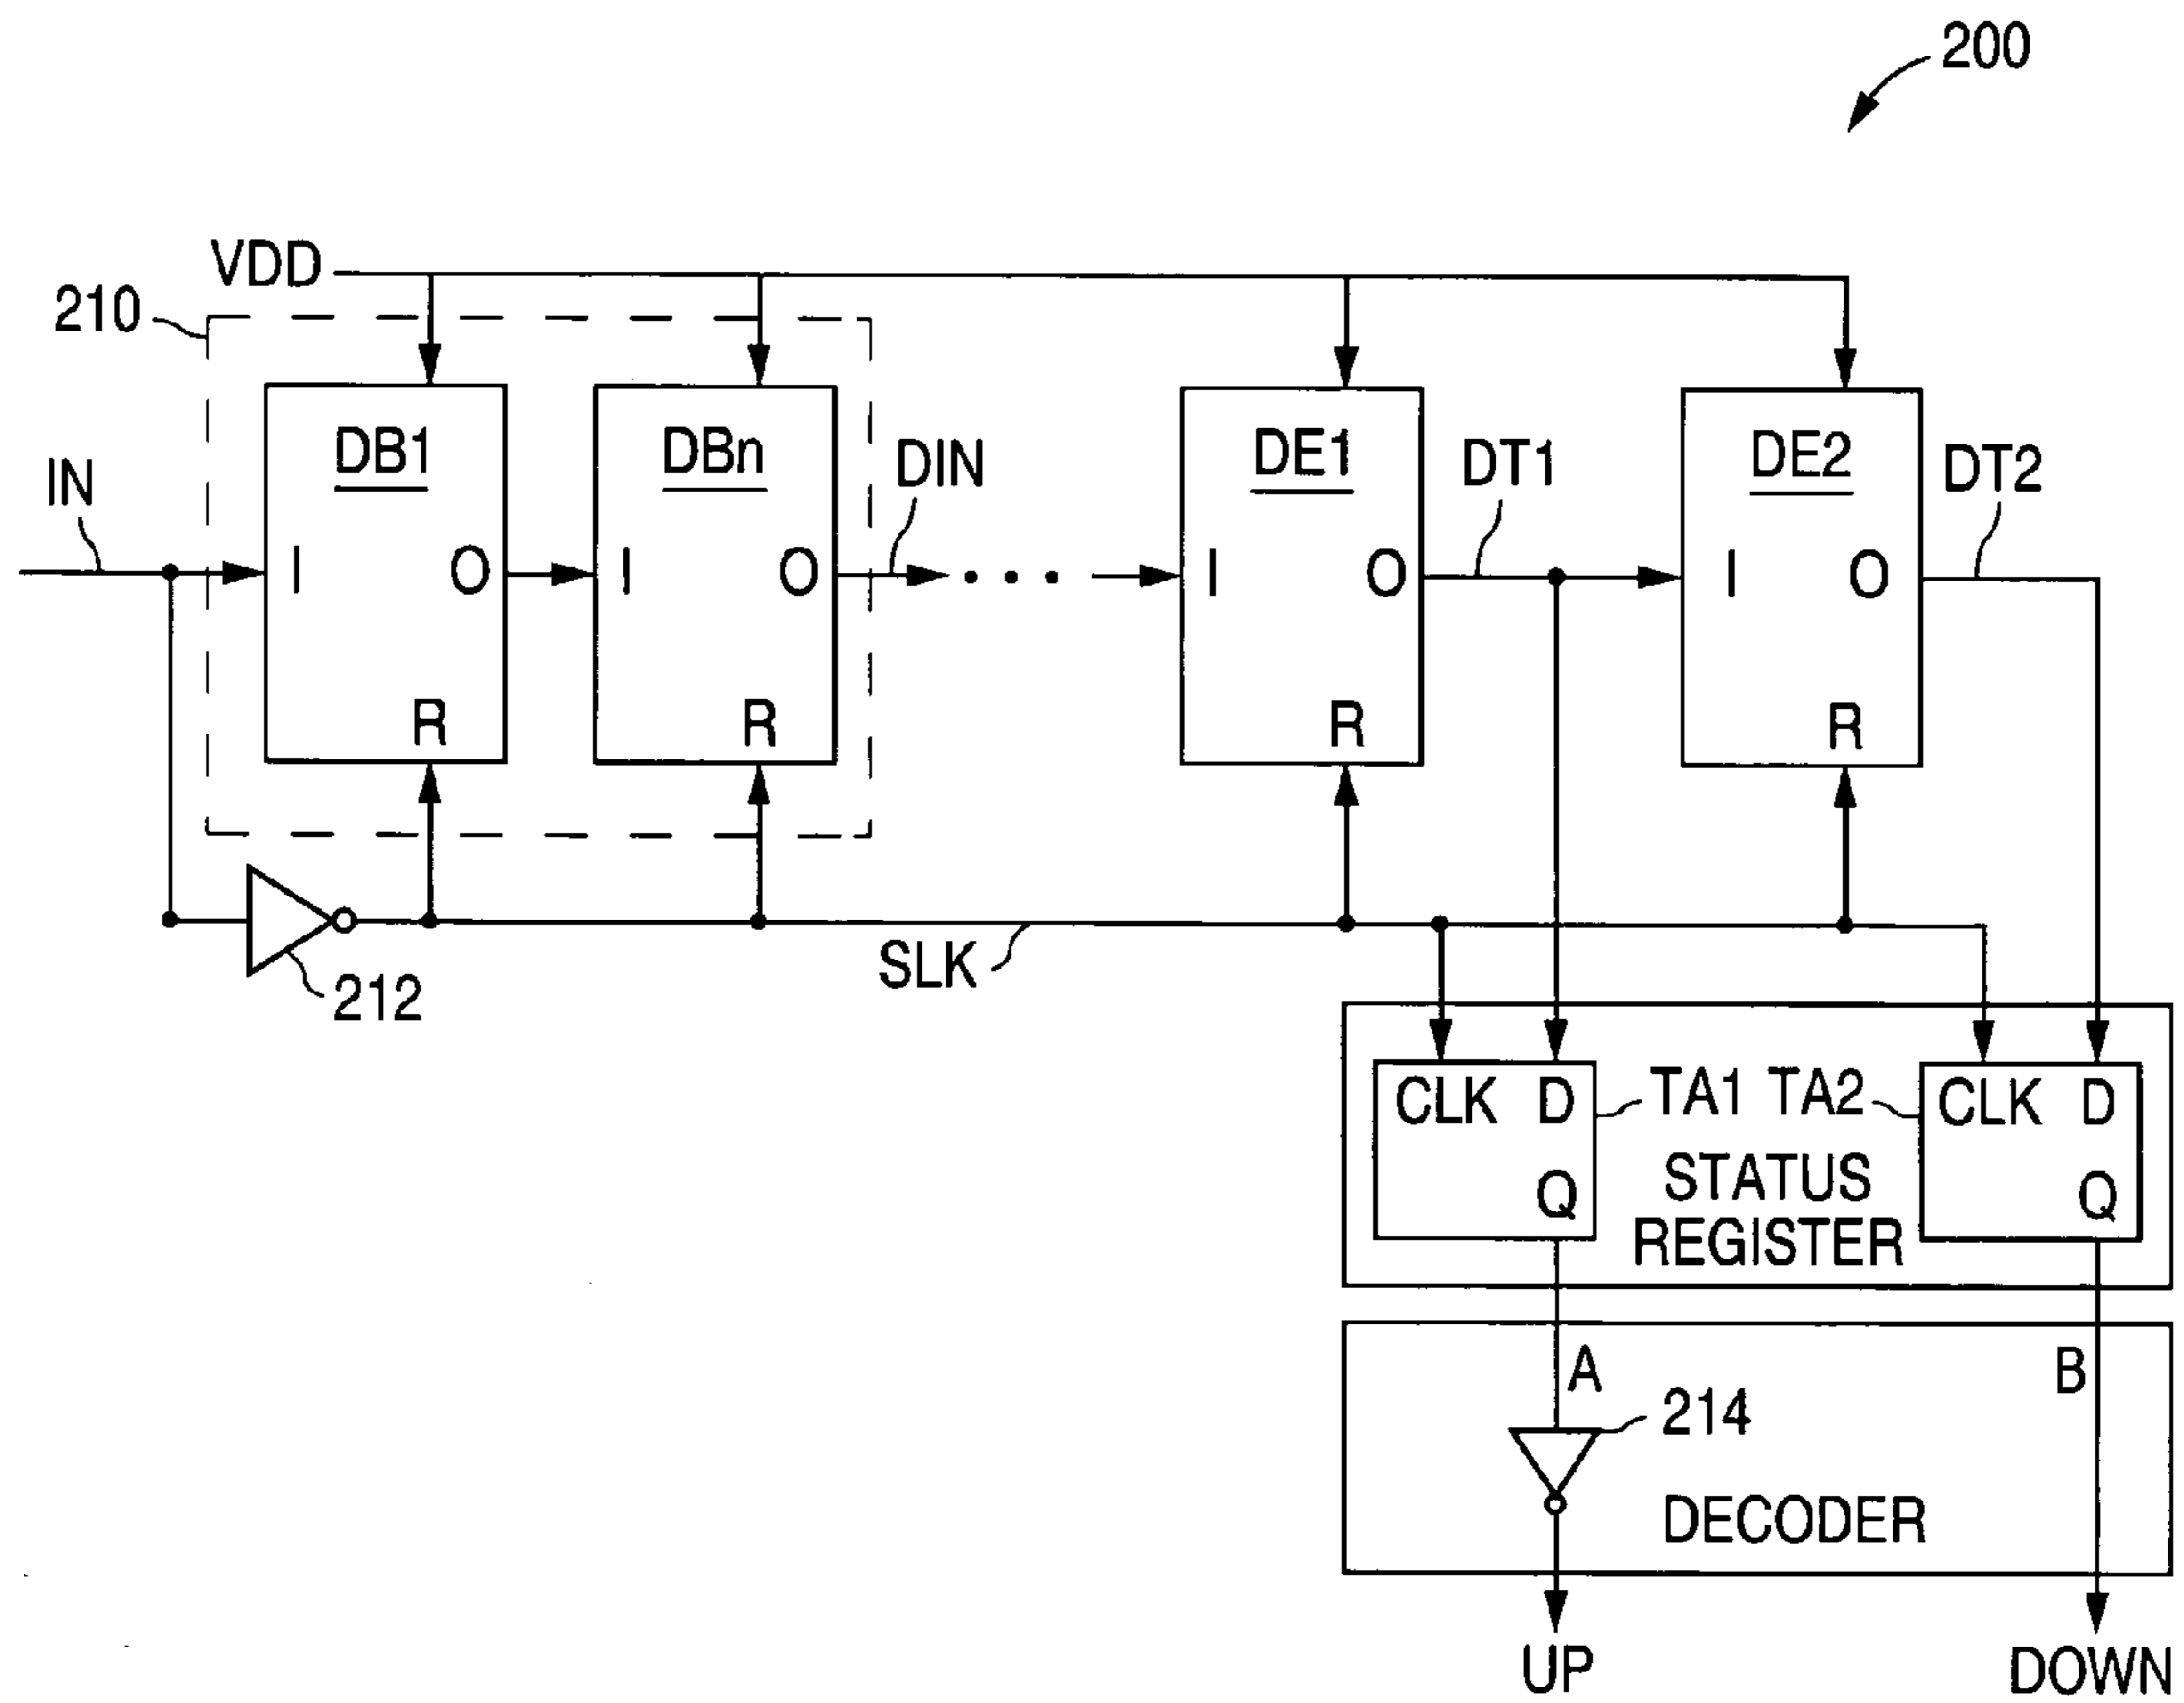 200
VDD
210
DB1
DBn
DE1
DE2
IN
DIN
DT1
DT2
I O
I O
I O
I O
R
R
R
R
SLK
212
CLK D
TA1 TA2
CLK D
STATUS
REGISTER
Q
Q
A
B
214
DECODER
UP
DOWN